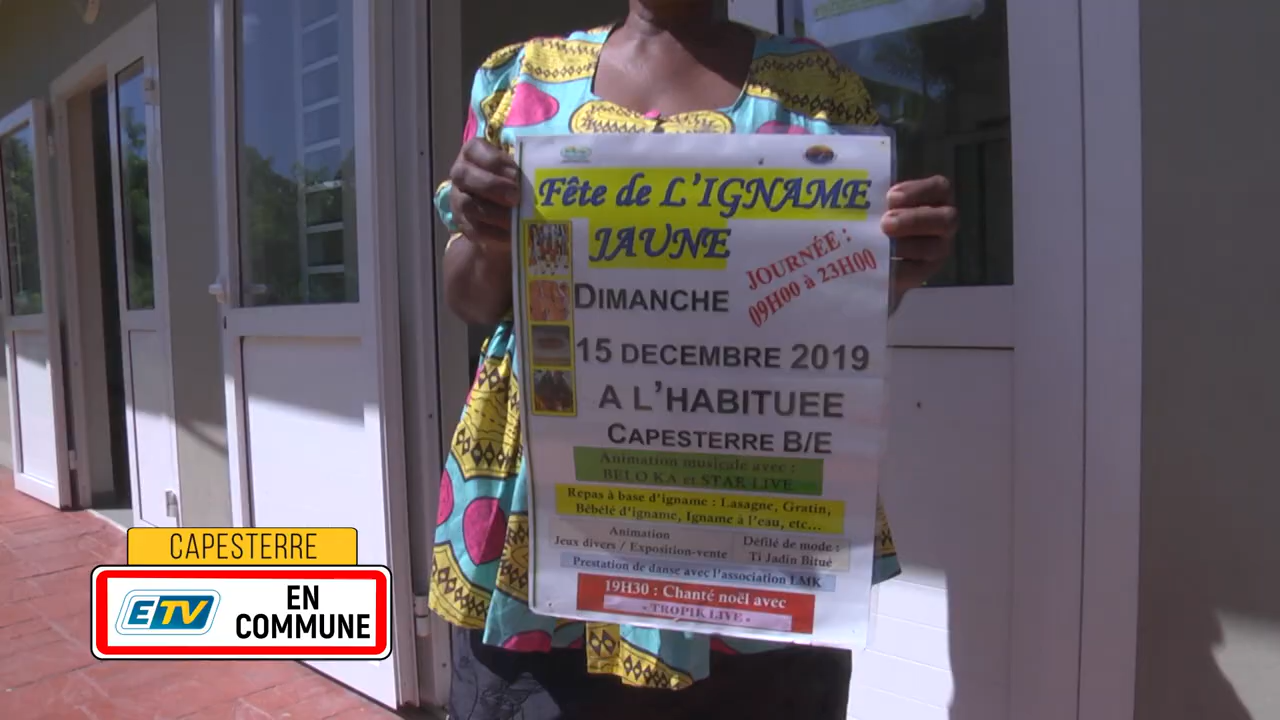 Fête de L'IGNAME
JAUNE
JOURNÉE :
09H00 à 23H00
DIMANCHE
15 DECEMBRE 2019
A L'HABITUEE
CAPESTERRE B/E
Animation musicale avec :
BELO KA et STAR LIVE
Repas à base d'igname : Lasagne, Gratin,
Bébélé d'igname, Igname à l'eau, etc...
Animation
Jeux divers / Exposition-vente
Défilé de mode :
Ti Jadin Bitué
Prestation de danse avec l'association LMK
19H30 : Chanté noël avec
- TROPIK LIVE -
CAPESTERRE
ETV
EN
COMMUNE